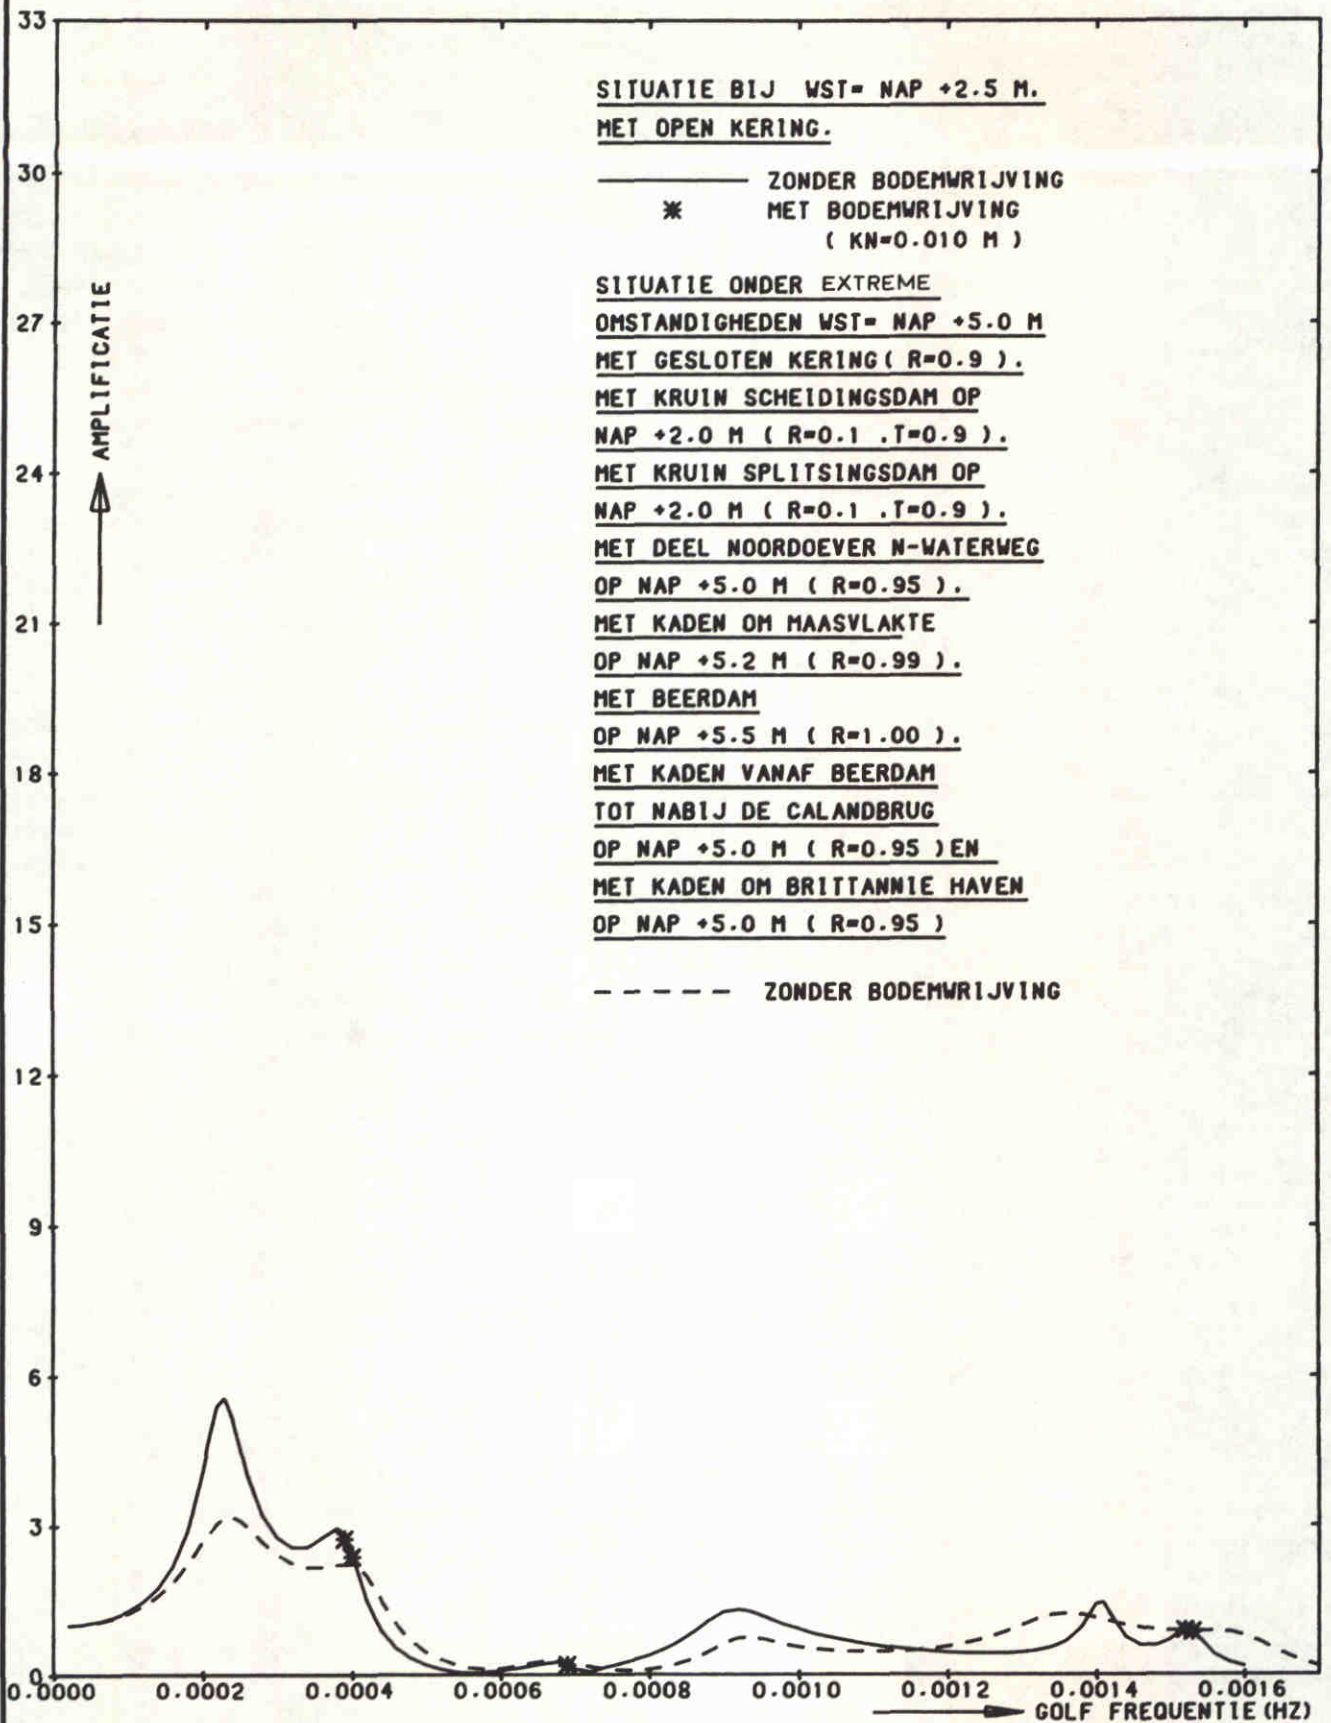 33
SITUATIE BIJ WST= NAP +2.5 M.
MET OPEN KERING.
30
ZONDER BODEMWRIJVING
* MET BODEMWRIJVING
( KN=0.010 M )
SITUATIE ONDER EXTREME
27
OMSTANDIGHEDEN WST= NAP +5.0 M
MET GESLOTEN KERING( R=0.9 ).
MET KRUIN SCHEIDINGSDAM OP
NAP +2.0 M ( R=0.1 .T=0.9 ).
AMPLIFICATIE
24
MET KRUIN SPLITSINGSDAM OP
NAP +2.0 M ( R=0.1 .T=0.9 ).
MET DEEL NOORDOEVER N-WATERWEG
OP NAP +5.0 M ( R=0.95 ).
21
MET KADEN OM MAASVLAKTE
OP NAP +5.2 M ( R=0.99 ).
MET BEERDAM
OP NAP +5.5 M ( R=1.00 ).
18
MET KADEN VANAF BEERDAM
TOT NABIJ DE CALANDBRUG
OP NAP +5.0 M ( R=0.95 )EN
MET KADEN OM BRITTANNIE HAVEN
15
OP NAP +5.0 M ( R=0.95 )
ZONDER BODEMWRIJVING
12
9
6
3
0
0.0000 0.0002 0.0004 0.0006 0.0008 0.0010 0.0012 0.0014 0.0016
GOLF FREQUENTIE (HZ)